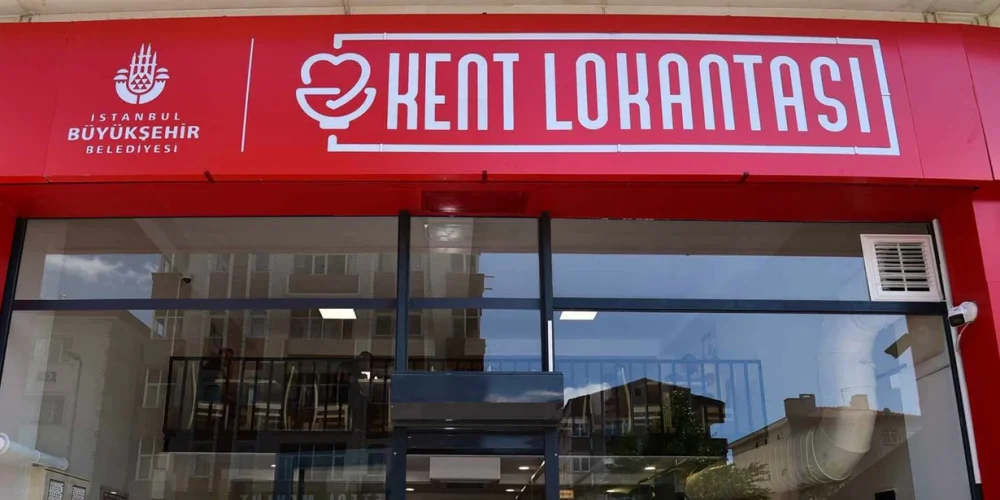 İSTANBUL
BÜYÜKŞEHİR
BELEDİYESİ
KENT LOKANTASI